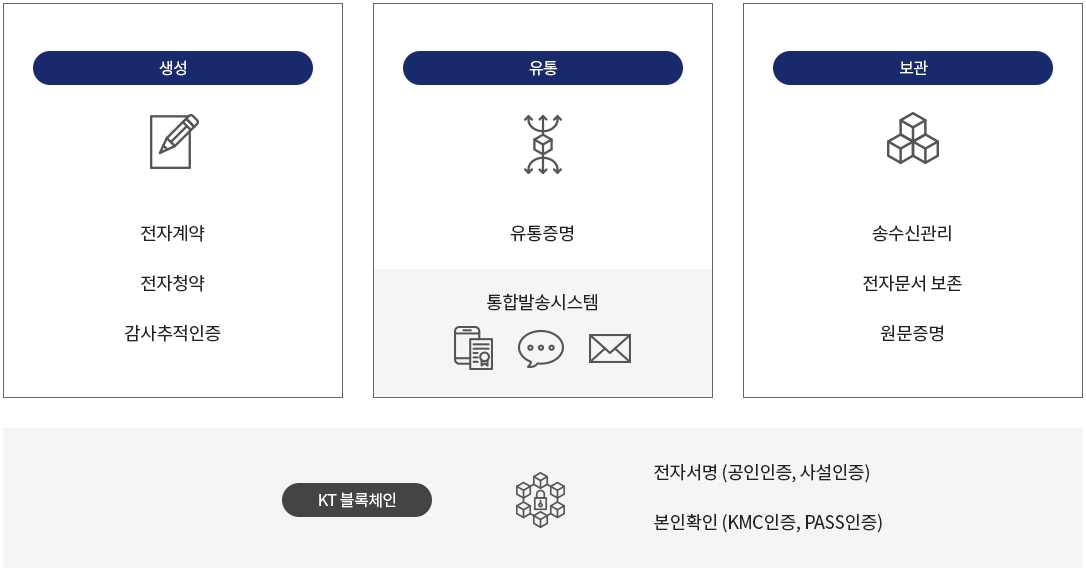 생성
전자계약
전자청약
감사추적인증
유통
유통증명
통합발송시스템
보관
송수신관리
전자문서 보존
원문증명
KT 블록체인
전자서명 (공인인증, 사설인증)
본인확인 (KMC인증, PASS인증)